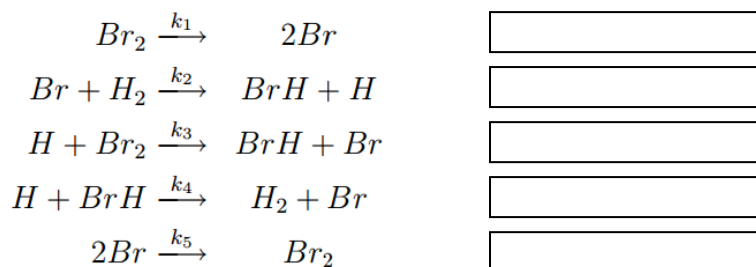 Br₂ —k₁→ 2Br
Br + H₂ —k₂→ BrH + H
H + Br₂ —k₃→ BrH + Br
H + BrH —k₄→ H₂ + Br
2Br —k₅→ Br₂